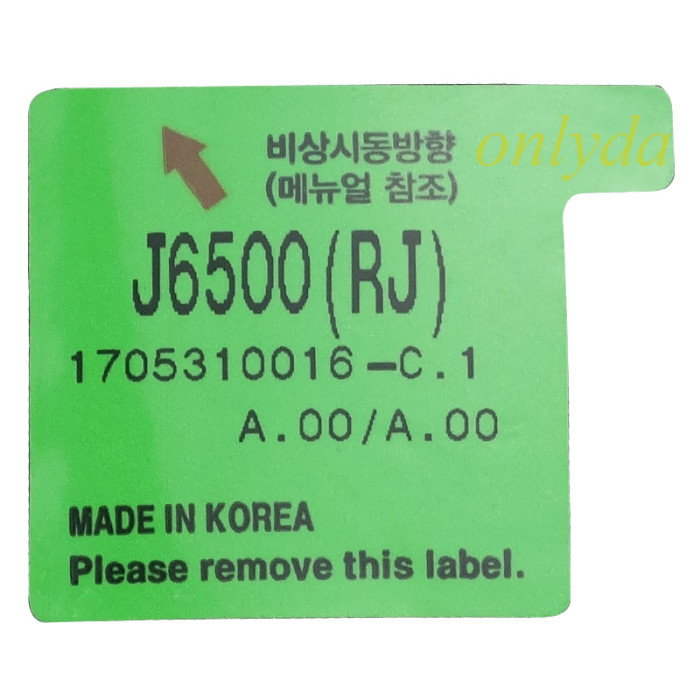 비상시동방향
(메뉴얼 참조)
onlyda
J6500(RJ)
1705310016-C.1
A.00/A.00
MADE IN KOREA
Please remove this label.